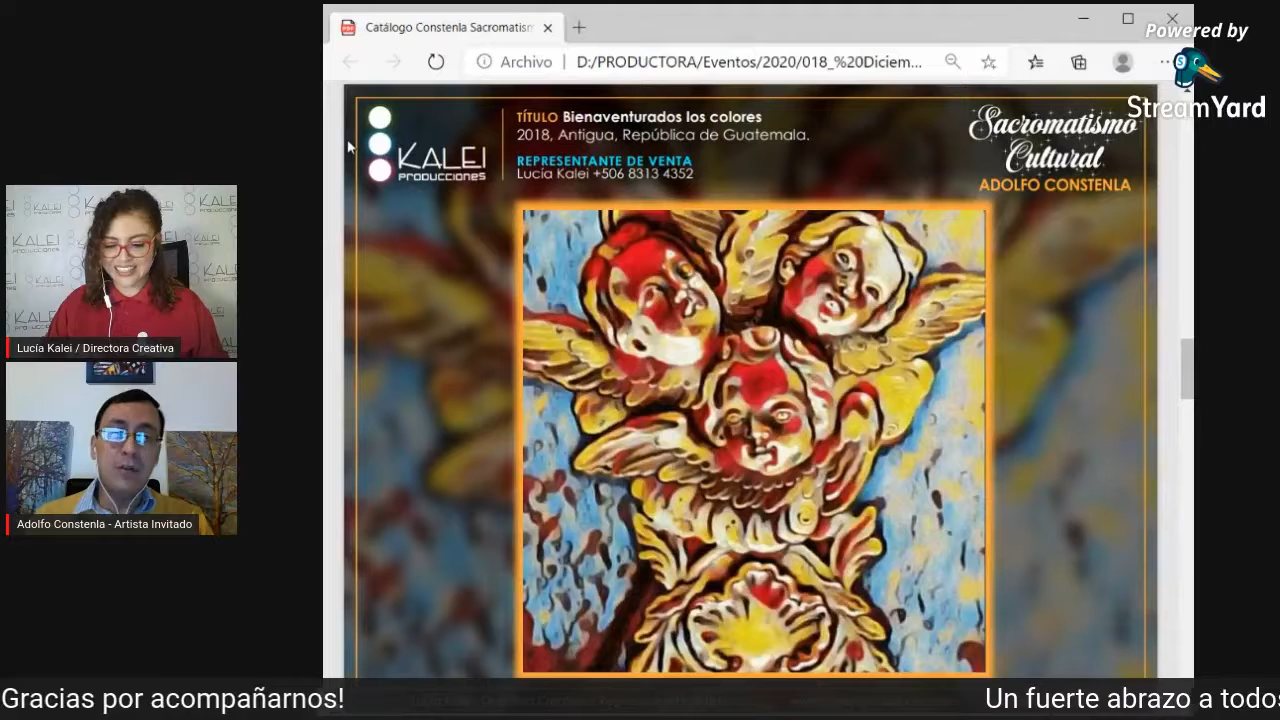 Catálogo Constenla Sacromatism
Archivo
D:/PRODUCTORA/Eventos/2020/018_%20Diciem...
Powered by
StreamYard
KALEI
PRODUCCIONES
TÍTULO Bienaventurados los colores
2018, Antigua, República de Guatemala.
REPRESENTANTE DE VENTA
Lucía Kalei +506 8313 4352
Sacromatismo
Cultural
ADOLFO CONSTENLA
Lucía Kalei / Directora Creativa
Adolfo Constenla - Artista Invitado
Gracias por acompañarnos!
Un fuerte abrazo a todo